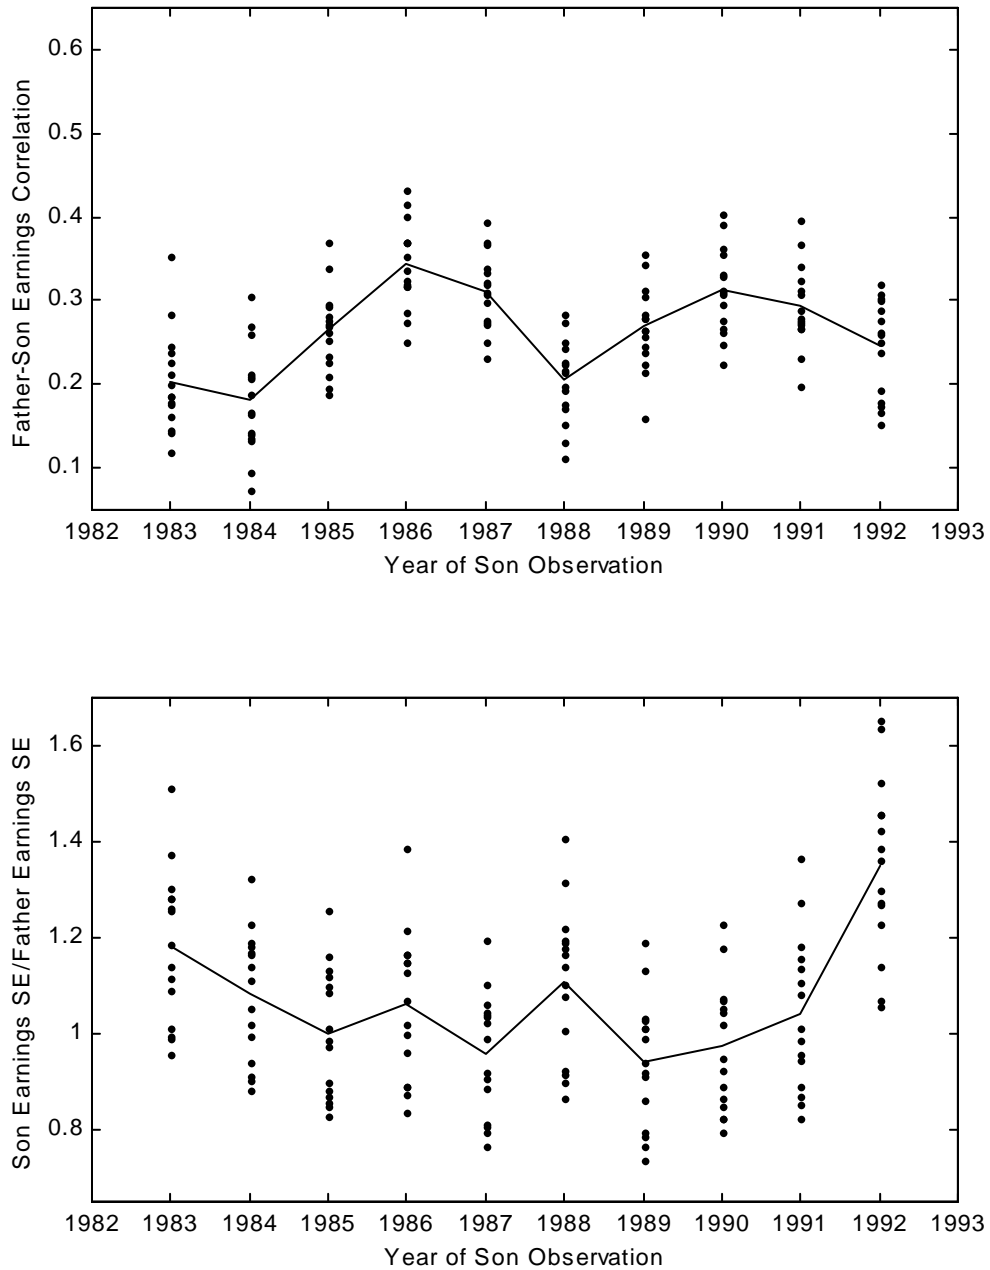 Father-Son Earnings Correlation
0.6
0.5
0.4
0.3
0.2
0.1
1982 1983 1984 1985 1986 1987 1988 1989 1990 1991 1992 1993
Year of Son Observation
Son Earnings SE/Father Earnings SE
1.6
1.4
1.2
1
0.8
1982 1983 1984 1985 1986 1987 1988 1989 1990 1991 1992 1993
Year of Son Observation